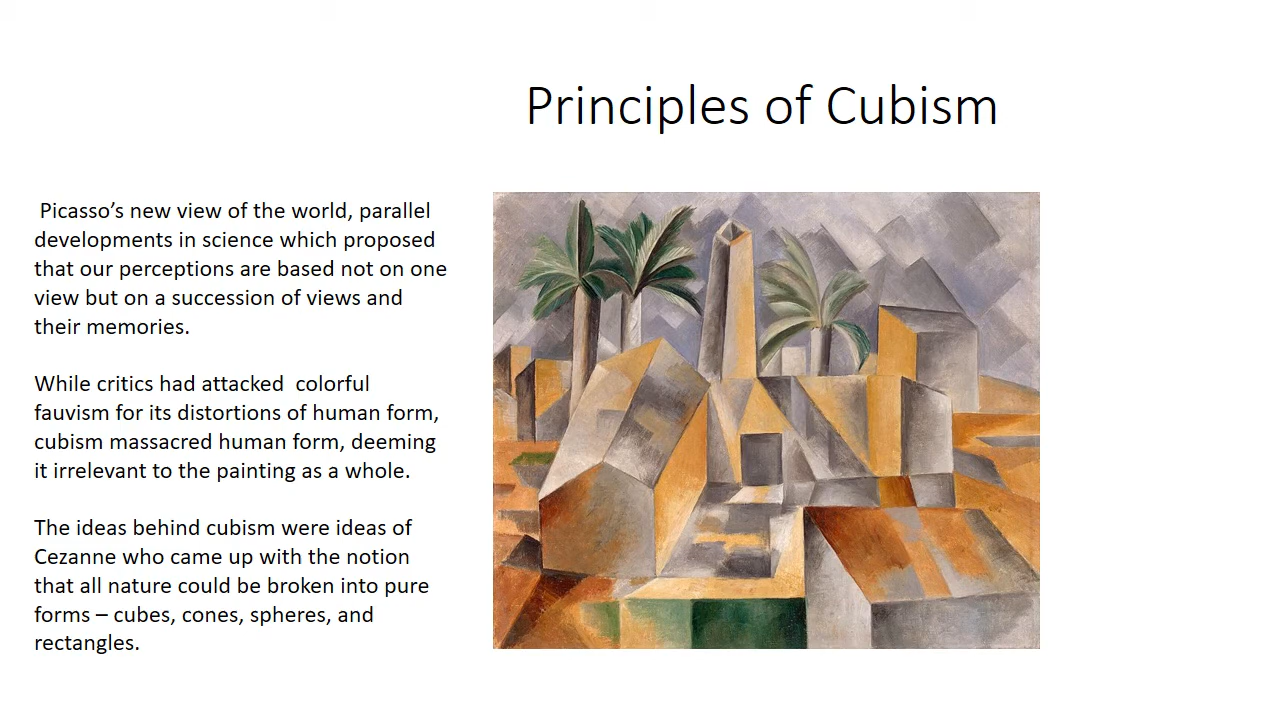 Principles of Cubism
Picasso’s new view of the world, parallel
developments in science which proposed
that our perceptions are based not on one
view but on a succession of views and
their memories.
While critics had attacked  colorful
fauvism for its distortions of human form,
cubism massacred human form, deeming
it irrelevant to the painting as a whole.
The ideas behind cubism were ideas of
Cezanne who came up with the notion
that all nature could be broken into pure
forms – cubes, cones, spheres, and
rectangles.